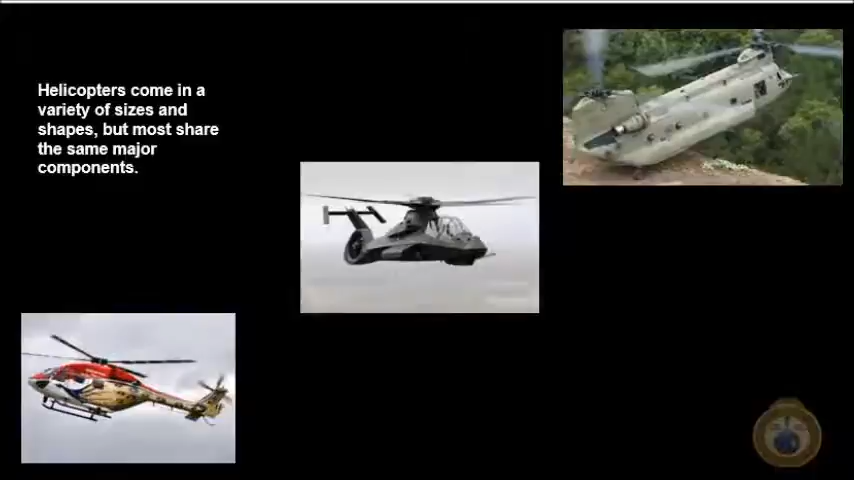 Helicopters come in a
variety of sizes and
shapes, but most share
the same major
components.